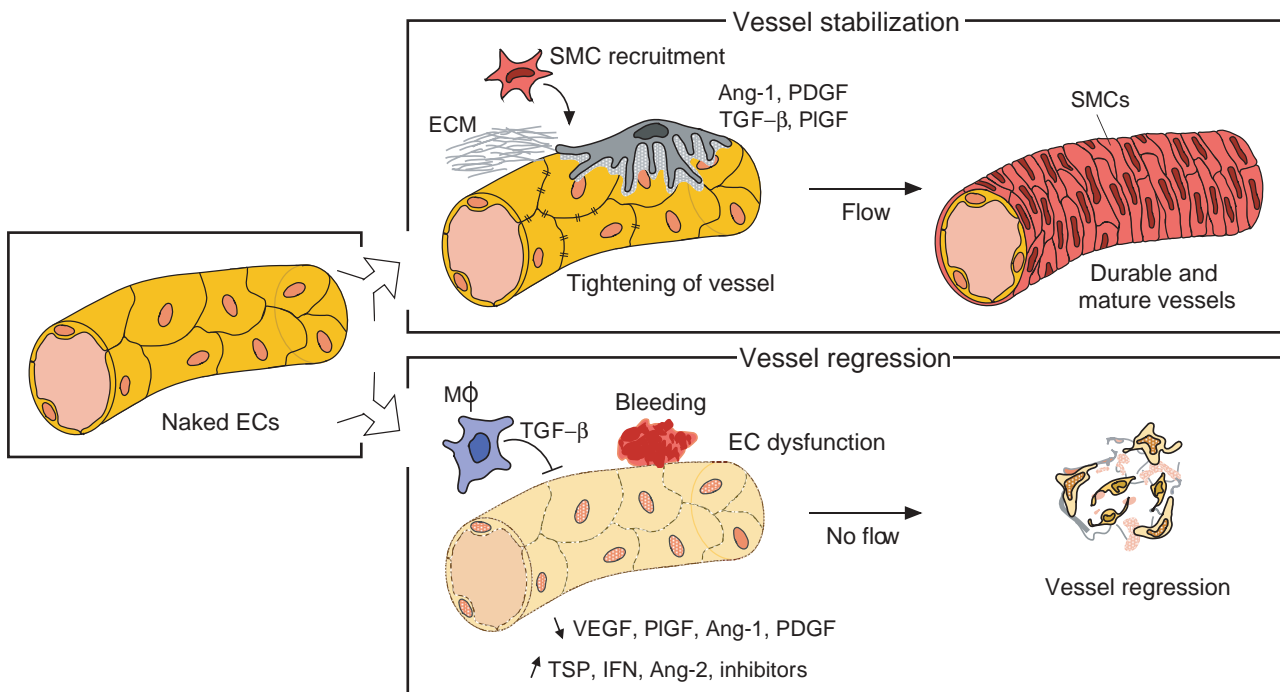 Vessel stabilization
SMC recruitment
Ang-1, PDGF
TGF–β, PlGF
ECM
SMCs
Flow
Tightening of vessel
Durable and
mature vessels
Naked ECs
Vessel regression
MΦ
TGF–β
Bleeding
EC dysfunction
No flow
Vessel regression
↘ VEGF, PlGF, Ang-1, PDGF
↗ TSP, IFN, Ang-2, inhibitors